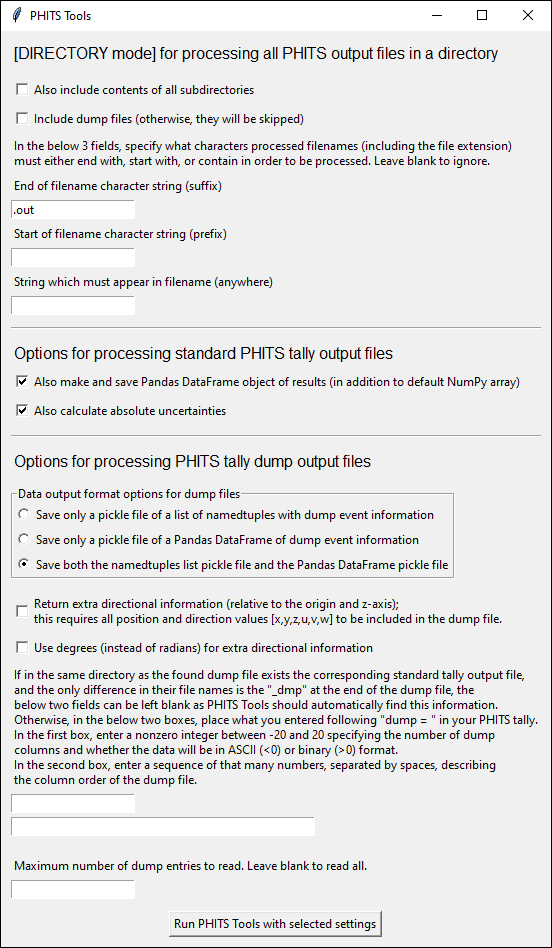 PHITS Tools
[DIRECTORY mode] for processing all PHITS output files in a directory
Also include contents of all subdirectories
Include dump files (otherwise, they will be skipped)
In the below 3 fields, specify what characters processed filenames (including the file extension)
must either end with, start with, or contain in order to be processed. Leave blank to ignore.
End of filename character string (suffix)
.out
Start of filename character string (prefix)
String which must appear in filename (anywhere)
Options for processing standard PHITS tally output files
Also make and save Pandas DataFrame object of results (in addition to default NumPy array)
Also calculate absolute uncertainties
Options for processing PHITS tally dump output files
Data output format options for dump files
Save only a pickle file of a list of namedtuples with dump event information
Save only a pickle file of a Pandas DataFrame of dump event information
Save both the namedtuples list pickle file and the Pandas DataFrame pickle file
Return extra directional information (relative to the origin and z-axis);
this requires all position and direction values [x,y,z,u,v,w] to be included in the dump file.
Use degrees (instead of radians) for extra directional information
If in the same directory as the found dump file exists the corresponding standard tally output file,
and the only difference in their file names is the "_dmp" at the end of the dump file, the
below two fields can be left blank as PHITS Tools should automatically find this information.
Otherwise, in the below two boxes, place what you entered following "dump = " in your PHITS tally.
In the first box, enter a nonzero integer between -20 and 20 specifying the number of dump
columns and whether the data will be in ASCII (<0) or binary (>0) format.
In the second box, enter a sequence of that many numbers, separated by spaces, describing
the column order of the dump file.
Maximum number of dump entries to read. Leave blank to read all.
Run PHITS Tools with selected settings